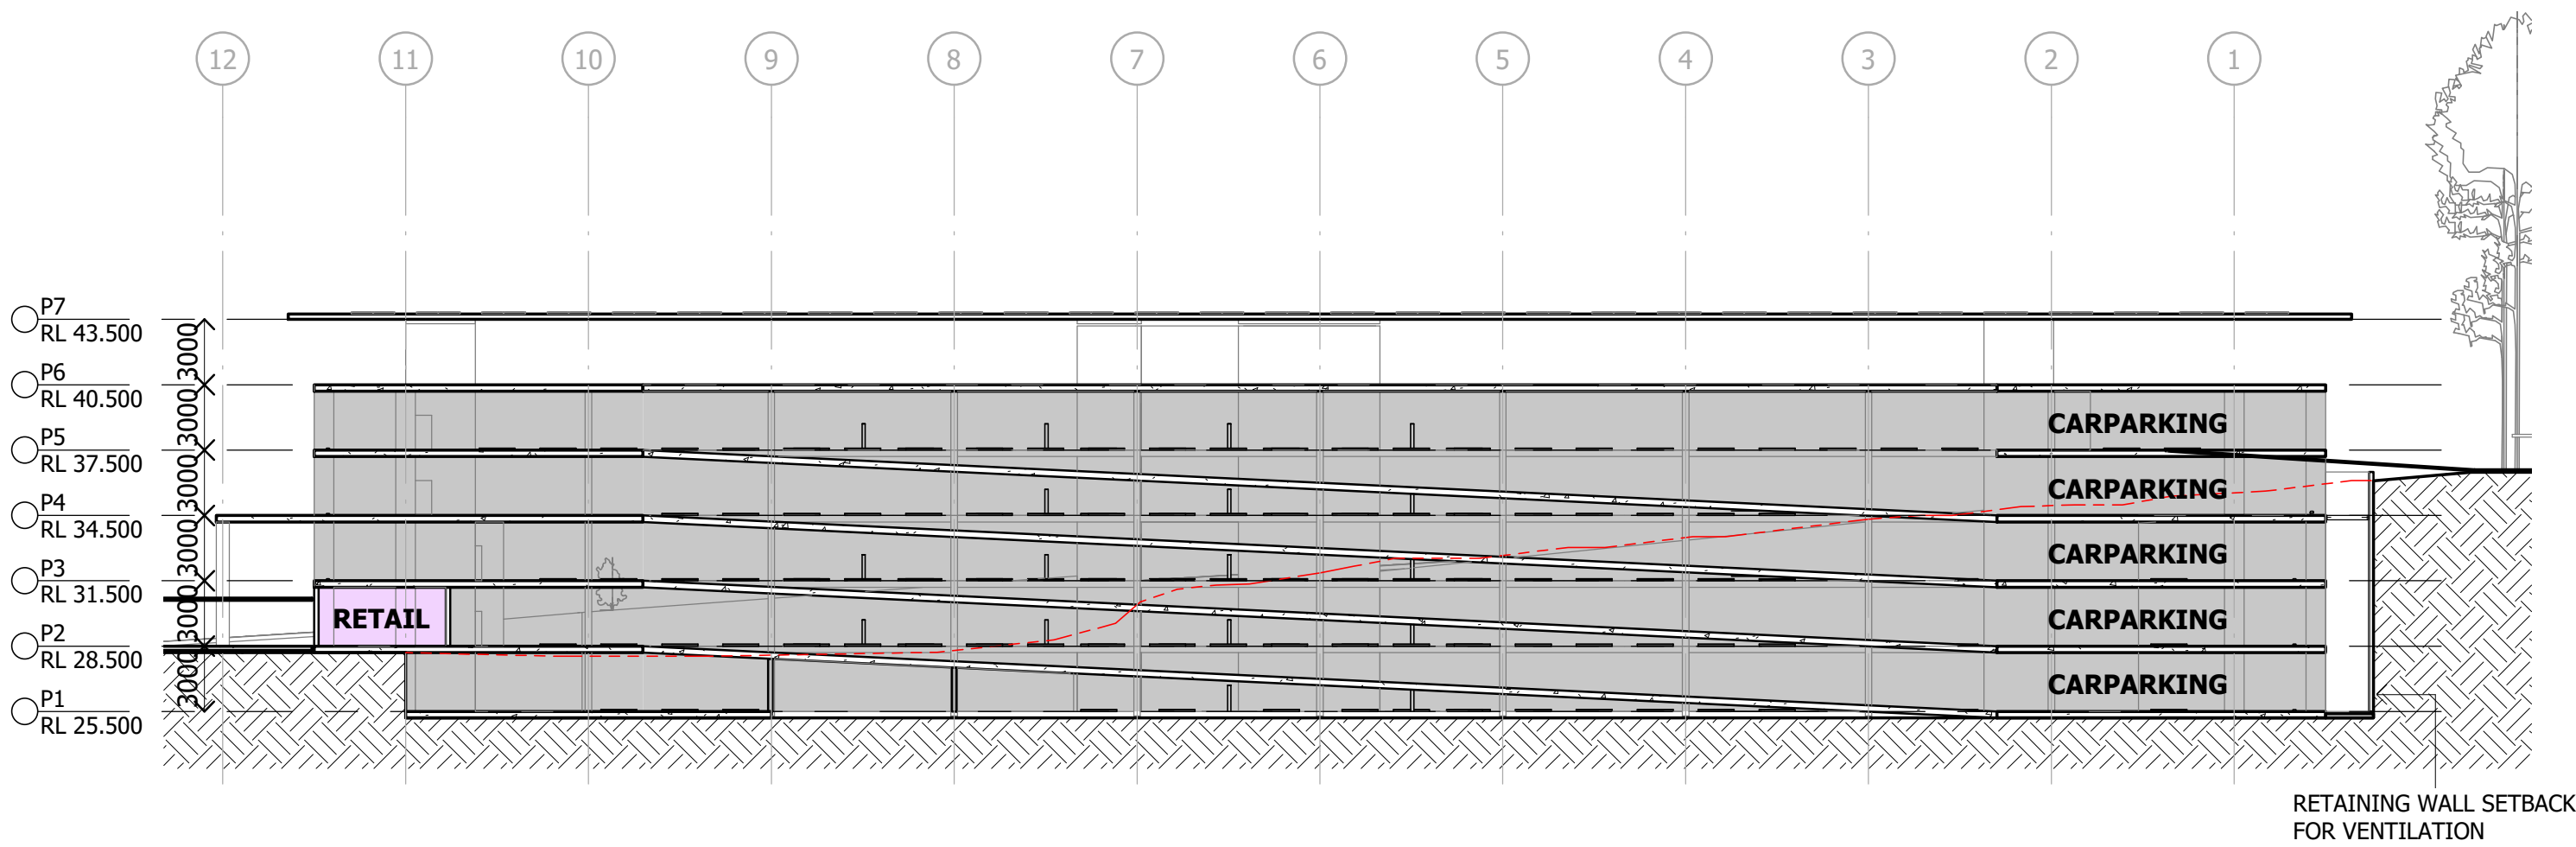 12 11 10 9 8 7 6 5 4 3 2 1
P7
RL 43.500
3000
P6
RL 40.500
3000
CARPARKING
P5
RL 37.500
3000
CARPARKING
P4
RL 34.500
3000
CARPARKING
P3
RL 31.500
3000
RETAIL
CARPARKING
P2
RL 28.500
3000
CARPARKING
P1
RL 25.500
RETAINING WALL SETBACK
FOR VENTILATION